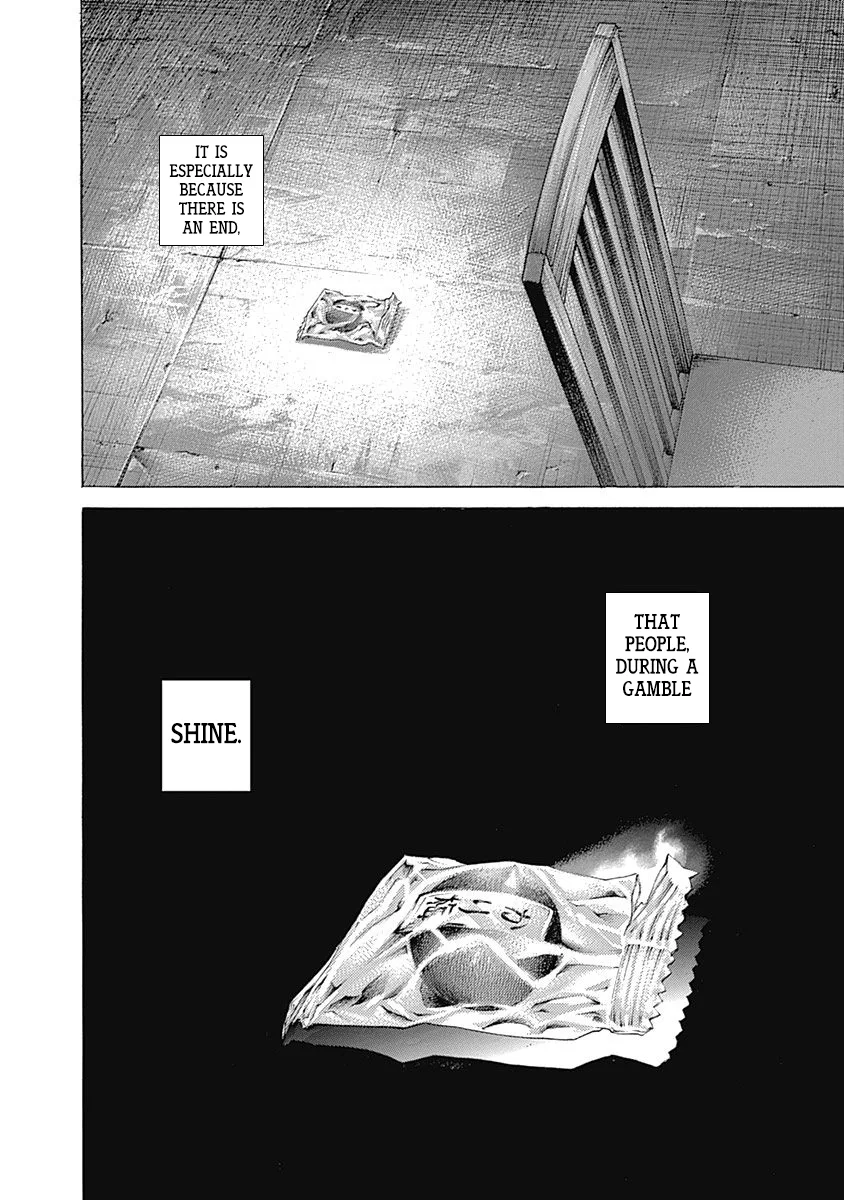 IT IS
ESPECIALLY
BECAUSE
THERE IS
AN END,
THAT
PEOPLE,
DURING A
GAMBLE
SHINE.